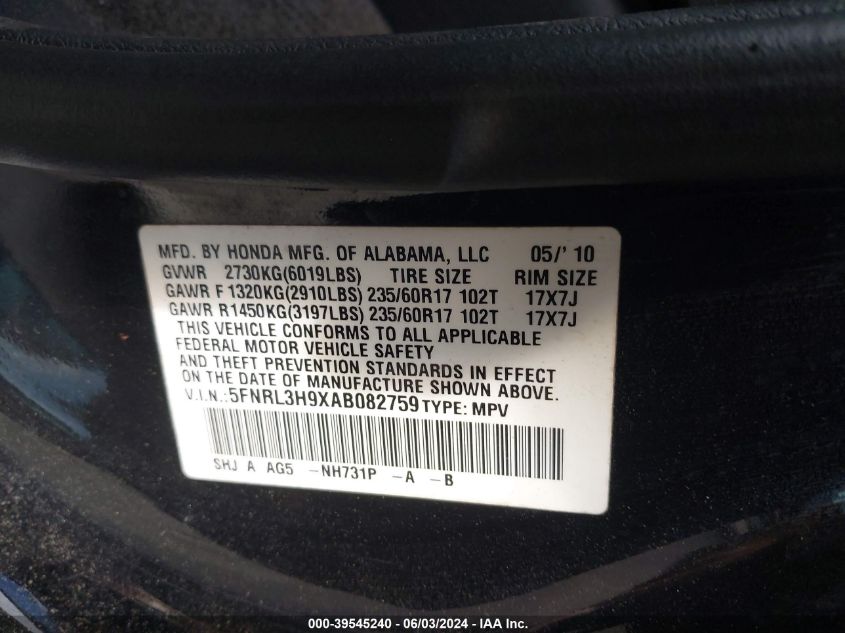 MFD. BY HONDA MFG. OF ALABAMA, LLC 05/' 10
GVWR 2730KG(6019LBS) TIRE SIZE RIM SIZE
GAWR F 1320KG(2910LBS) 235/60R17 102T 17X7J
GAWR R1450KG(3197LBS) 235/60R17 102T 17X7J
THIS VEHICLE CONFORMS TO ALL APPLICABLE
FEDERAL MOTOR VEHICLE SAFETY
AND THEFT PREVENTION STANDARDS IN EFFECT
ON THE DATE OF MANUFACTURE SHOWN ABOVE.
V.I.N.:5FNRL3H9XAB082759 TYPE: MPV
SHJ A AG5 -NH731P -A -B
000-39545240 - 06/03/2024 - IAA Inc.